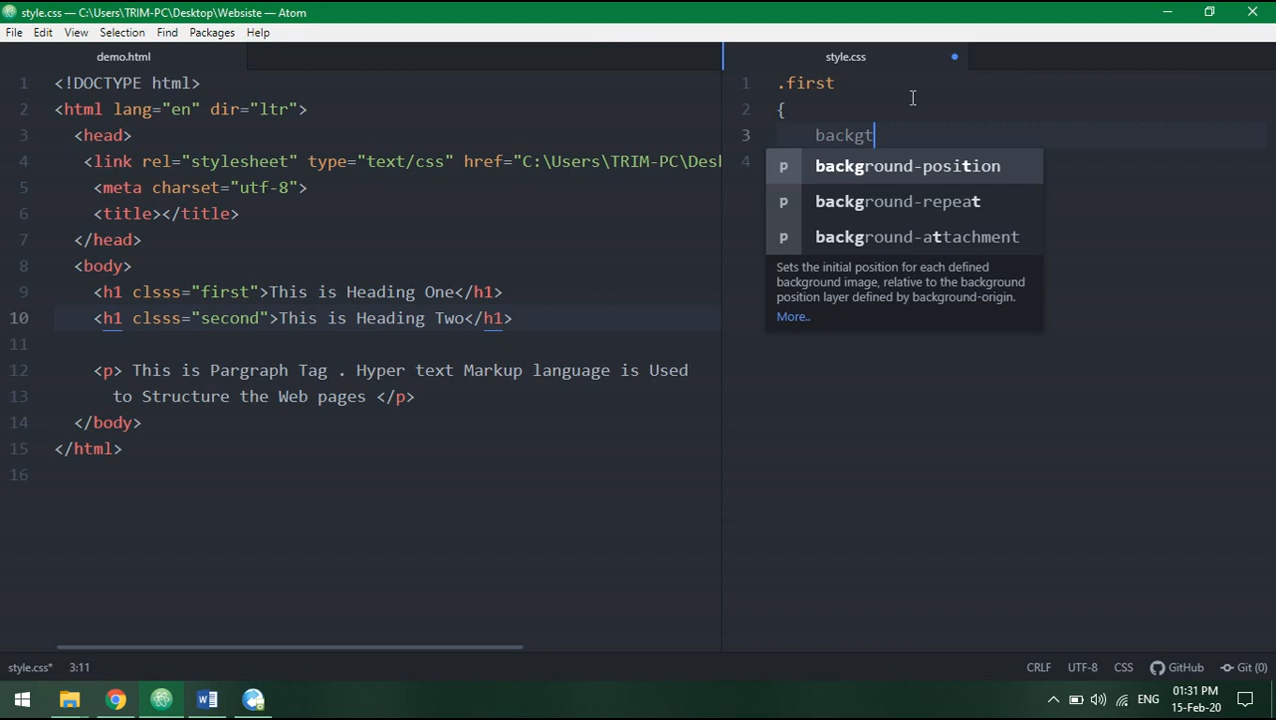 style.css — C:\Users\TRIM-PC\Desktop\Websiste — Atom
File Edit View Selection Find Packages Help
demo.html
1 <!DOCTYPE html>
2 <html lang="en" dir="ltr">
3 <head>
4 <link rel="stylesheet" type="text/css" href="C:\Users\TRIM-PC\Desk
5 <meta charset="utf-8">
6 <title></title>
7 </head>
8 <body>
9 <h1 clsss="first">This is Heading One</h1>
10 <h1 clsss="second">This is Heading Two</h1>
11
12 <p> This is Pargraph Tag . Hyper text Markup language is Used
13 to Structure the Web pages </p>
14 </body>
15 </html>
16
style.css
1 .first
2 {
3 backgt
4
p background-position
p background-repeat
p background-attachment
Sets the initial position for each defined
background image, relative to the background
position layer defined by background-origin.
More..
style.css* 3:11 CRLF UTF-8 CSS GitHub Git (0)
ENG
01:31 PM
15-Feb-20